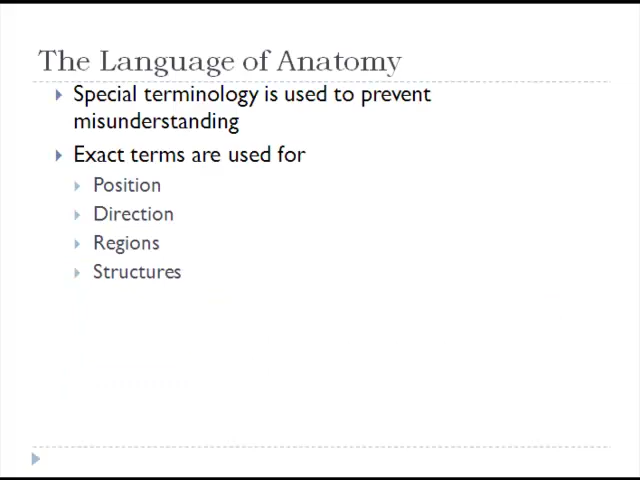 The Language of Anatomy
Special terminology is used to prevent
misunderstanding
Exact terms are used for
Position
Direction
Regions
Structures